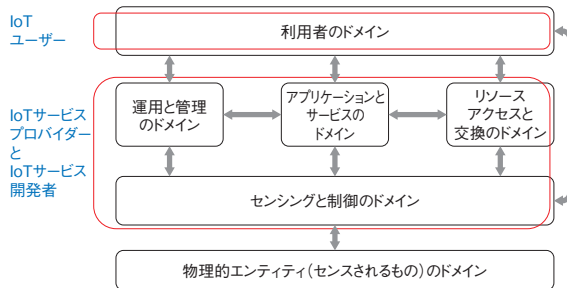 IoT
ユーザー
利用者のドメイン
IoTサービス
プロバイダー
と
IoTサービス
開発者
運用と管理
のドメイン
アプリケーションと
サービスの
ドメイン
リソース
アクセスと
交換のドメイン
センシングと制御のドメイン
物理的エンティティ(センスされるもの)のドメイン